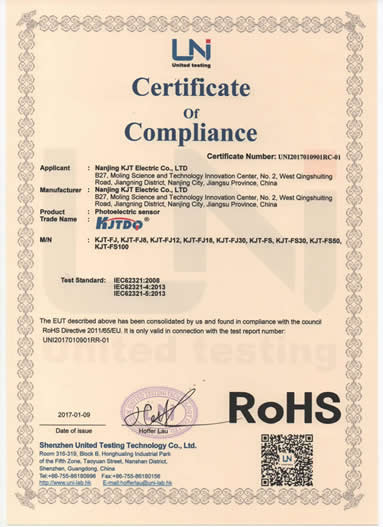 UNi
United testing
Certificate
Of
Compliance
Certificate Number: UNI2017010901RC-01
Applicant : Nanjing KJT Electric Co., LTD
B27, Moling Science and Technology Innovation Center, No. 2, West Qingshuiting
Road, Jiangning District, Nanjing City, Jiangsu Province, China
Manufacturer : Nanjing KJT Electric Co., LTD
B27, Moling Science and Technology Innovation Center, No. 2, West Qingshuiting
Road, Jiangning District, Nanjing City, Jiangsu Province, China
Product : Photoelectric sensor
Trade Name : KJTDQ
M/N : KJT-FJ, KJT-FJ8, KJT-FJ12, KJT-FJ18, KJT-FJ30, KJT-FS, KJT-FS30, KJT-FS50,
KJT-FS100
Test Standard: IEC62321:2008
IEC62321-4:2013
IEC62321-5:2013
The EUT described above has been consolidated by us and found in compliance with the council
RoHS Directive 2011/65/EU. It is only valid in connection with the test report number:
UNI2017010901RR-01
United testing
2017-01-09
Date of issue
Hoffer Lau
RoHS
Shenzhen United Testing Technology Co., Ltd.
Room 316-319, Block B, Honghualing Industrial Park
of the Fifth Zone, Taoyuan Street, Nanshan District,
Shenzhen, Guangdong, China
Tel:+86-755-86180996 Fax:+86-755-86180156
http://www.uni-lab.hk E-mail:hofferlau@uni-lab.hk